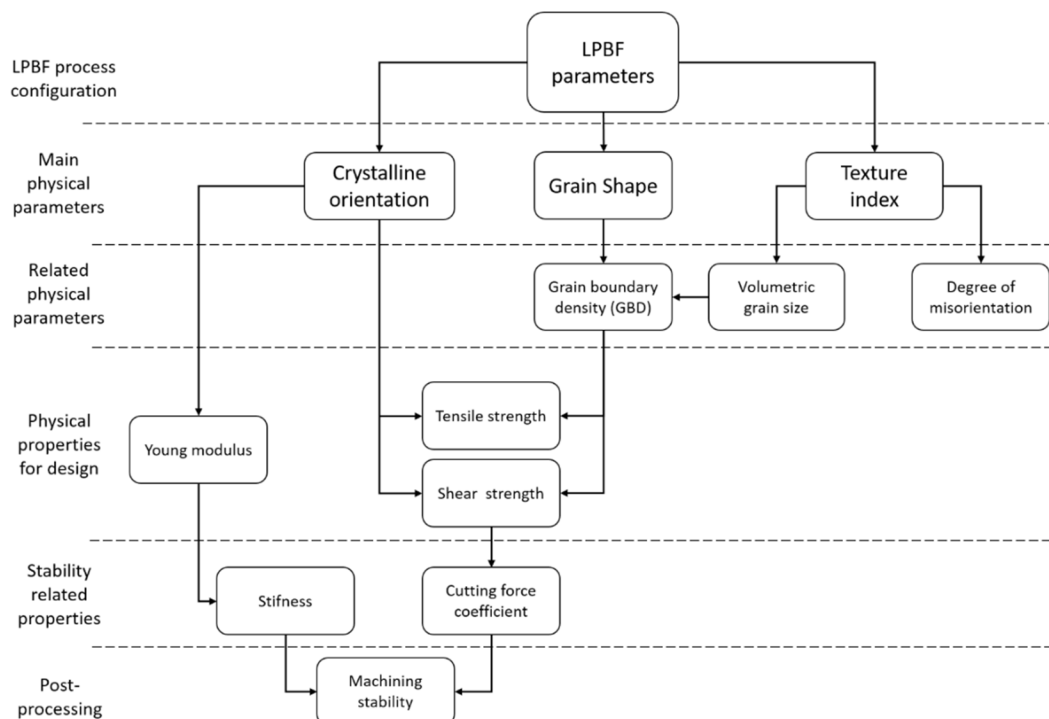 LPBF process
configuration
LPBF
parameters
Main
physical
parameters
Crystalline
orientation
Grain Shape
Texture
index
Related
physical
parameters
Grain boundary
density (GBD)
Volumetric
grain size
Degree of
misorientation
Physical
properties
for design
Young modulus
Tensile strength
Shear strength
Stability
related
properties
Stifness
Cutting force
coefficient
Post-
processing
Machining
stability